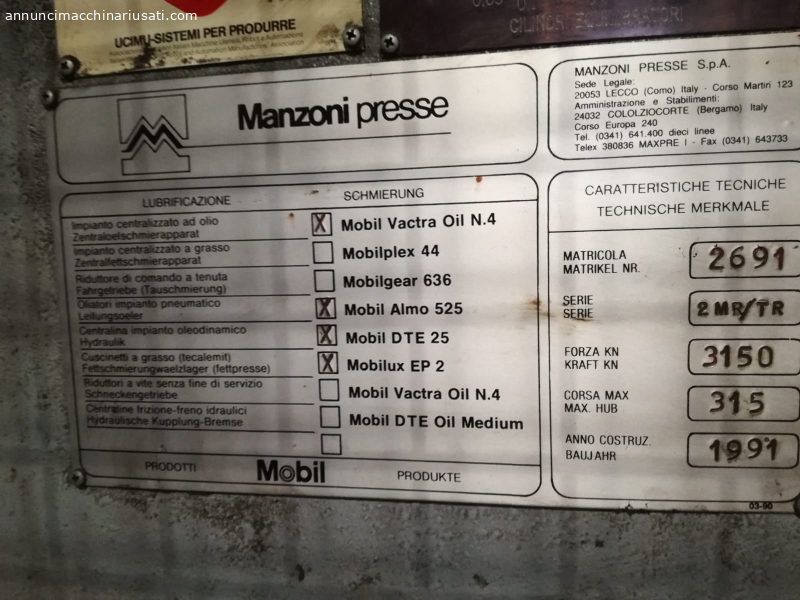 annuncimacchinariusati.com
UCIMU-SISTEMI PER PRODURRE
CILINDRI EQUILIBRATORI
Manzoni presse
MANZONI PRESSE S.p.A.
Sede Legale:
20053 LECCO (Como) Italy - Corso Martiri 123
Amministrazione e Stabilimenti:
24032 COLOLZIOCORTE (Bergamo) Italy
Corso Europa 240
Tel. (0341) 641.400 dieci linee
Telex 380836 MAXPRE I - Fax (0341) 643733
LUBRIFICAZIONE SCHMIERUNG
Impianto centralizzato ad olio
Zentraloelschmierapparat
X Mobil Vactra Oil N.4
Impianto centralizzato a grasso
Zentralfettschmierapparat
Mobilplex 44
Riduttore di comando a tenuta
Fahrgetriebe (Tauschmierung)
Mobilgear 636
Oliatori impianto pneumatico
Leitungsoeler
X Mobil Almo 525
Centralina impianto oleodinamico
Hydraulik
X Mobil DTE 25
Cuscinetti a grasso (tecalemit)
Fettschmierungwaelzlager (fettpresse)
X Mobilux EP 2
Riduttori a vite senza fine di servizio
Schneckengetriebe
Mobil Vactra Oil N.4
Centraline frizione-freno idraulici
Hydraulische Kupplung-Bremse
Mobil DTE Oil Medium
PRODOTTI Mobil PRODUKTE
CARATTERISTICHE TECNICHE
TECHNISCHE MERKMALE
MATRICOLA
MATRIKEL NR.
2691
SERIE
SERIE
2MR/TR
FORZA KN
KRAFT KN
3150
CORSA MAX
MAX. HUB
315
ANNO COSTRUZ.
BAUJAHR
1991
03-90